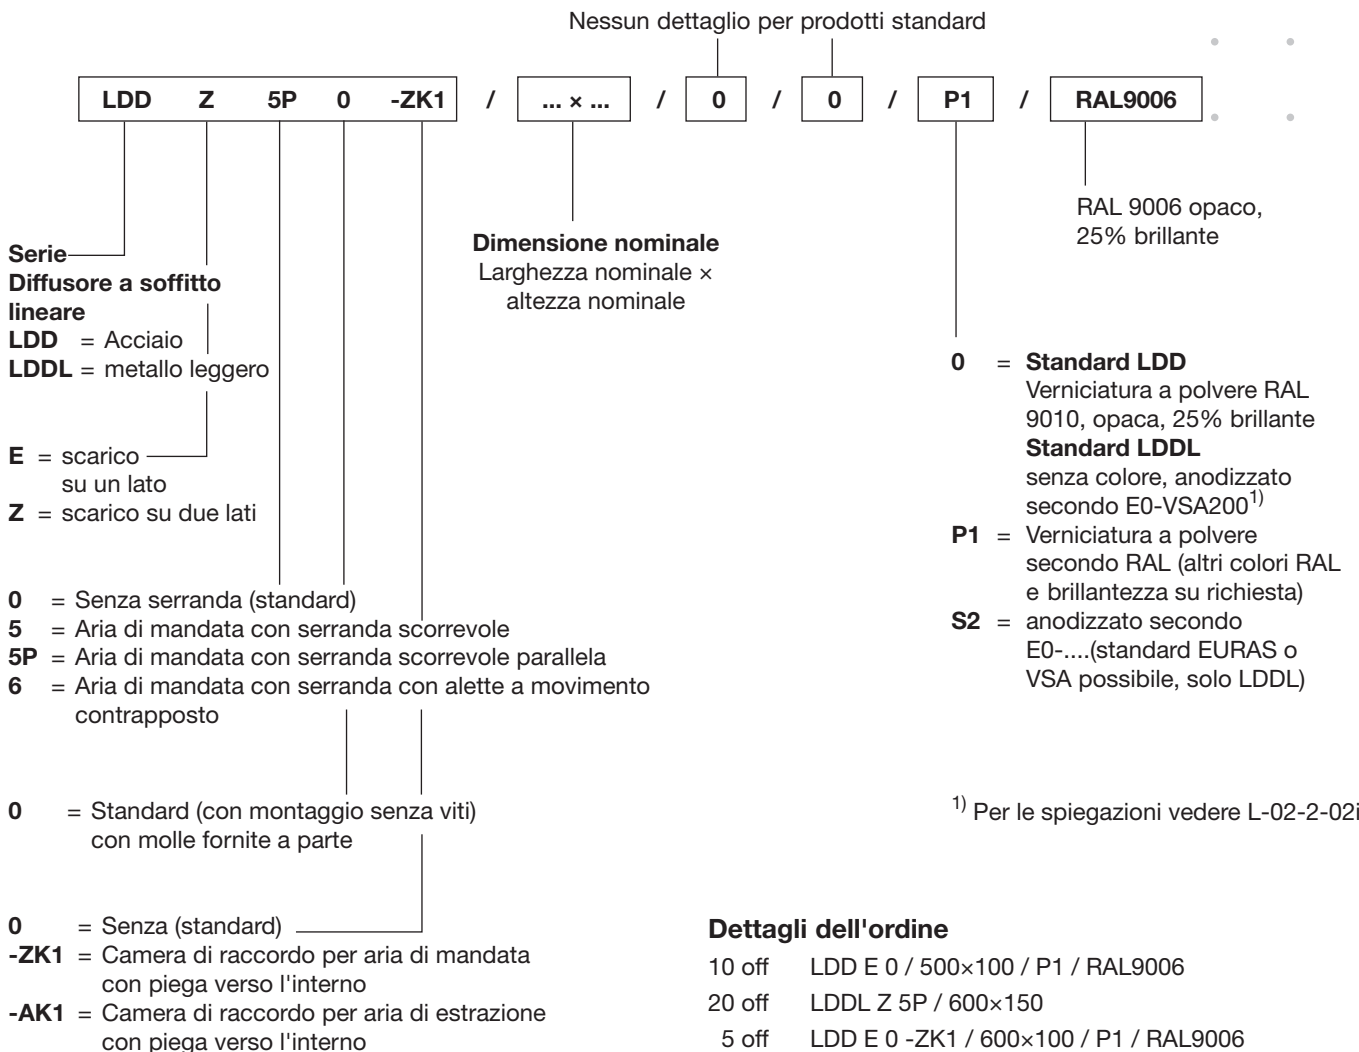 Nessun dettaglio per prodotti standard
LDD Z 5P 0 -ZK1 / ... × ... / 0 / 0 / P1 / RAL9006
RAL 9006 opaco,
25% brillante
Serie
Diffusore a soffitto
lineare
LDD = Acciaio
LDDL = metallo leggero
Dimensione nominale
Larghezza nominale ×
altezza nominale
E = scarico
su un lato
Z = scarico su due lati
0 = Standard LDD
Verniciatura a polvere RAL
9010, opaca, 25% brillante
Standard LDDL
senza colore, anodizzato
secondo E0-VSA200 1)
P1 = Verniciatura a polvere
secondo RAL (altri colori RAL
e brillantezza su richiesta)
S2 = anodizzato secondo
E0-....(standard EURAS o
VSA possibile, solo LDDL)
0 = Senza serranda (standard)
5 = Aria di mandata con serranda scorrevole
5P = Aria di mandata con serranda scorrevole parallela
6 = Aria di mandata con serranda con alette a movimento
contrapposto
0 = Standard (con montaggio senza viti)
con molle fornite a parte
1) Per le spiegazioni vedere L-02-2-02i
0 = Senza (standard)
-ZK1 = Camera di raccordo per aria di mandata
con piega verso l'interno
-AK1 = Camera di raccordo per aria di estrazione
con piega verso l'interno
Dettagli dell'ordine
10 off LDD E 0 / 500×100 / P1 / RAL9006
20 off LDDL Z 5P / 600×150
5 off LDD E 0 -ZK1 / 600×100 / P1 / RAL9006